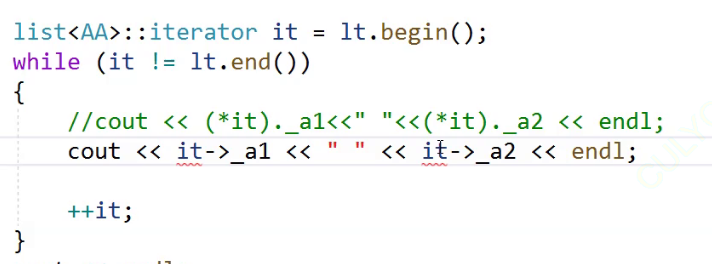 list<AA>::iterator it = lt.begin();
while (it != lt.end())
{
//cout << (*it)._a1<<" "<<(*it)._a2 << endl;
cout << it->_a1 << " " << it->_a2 << endl;
++it;
}